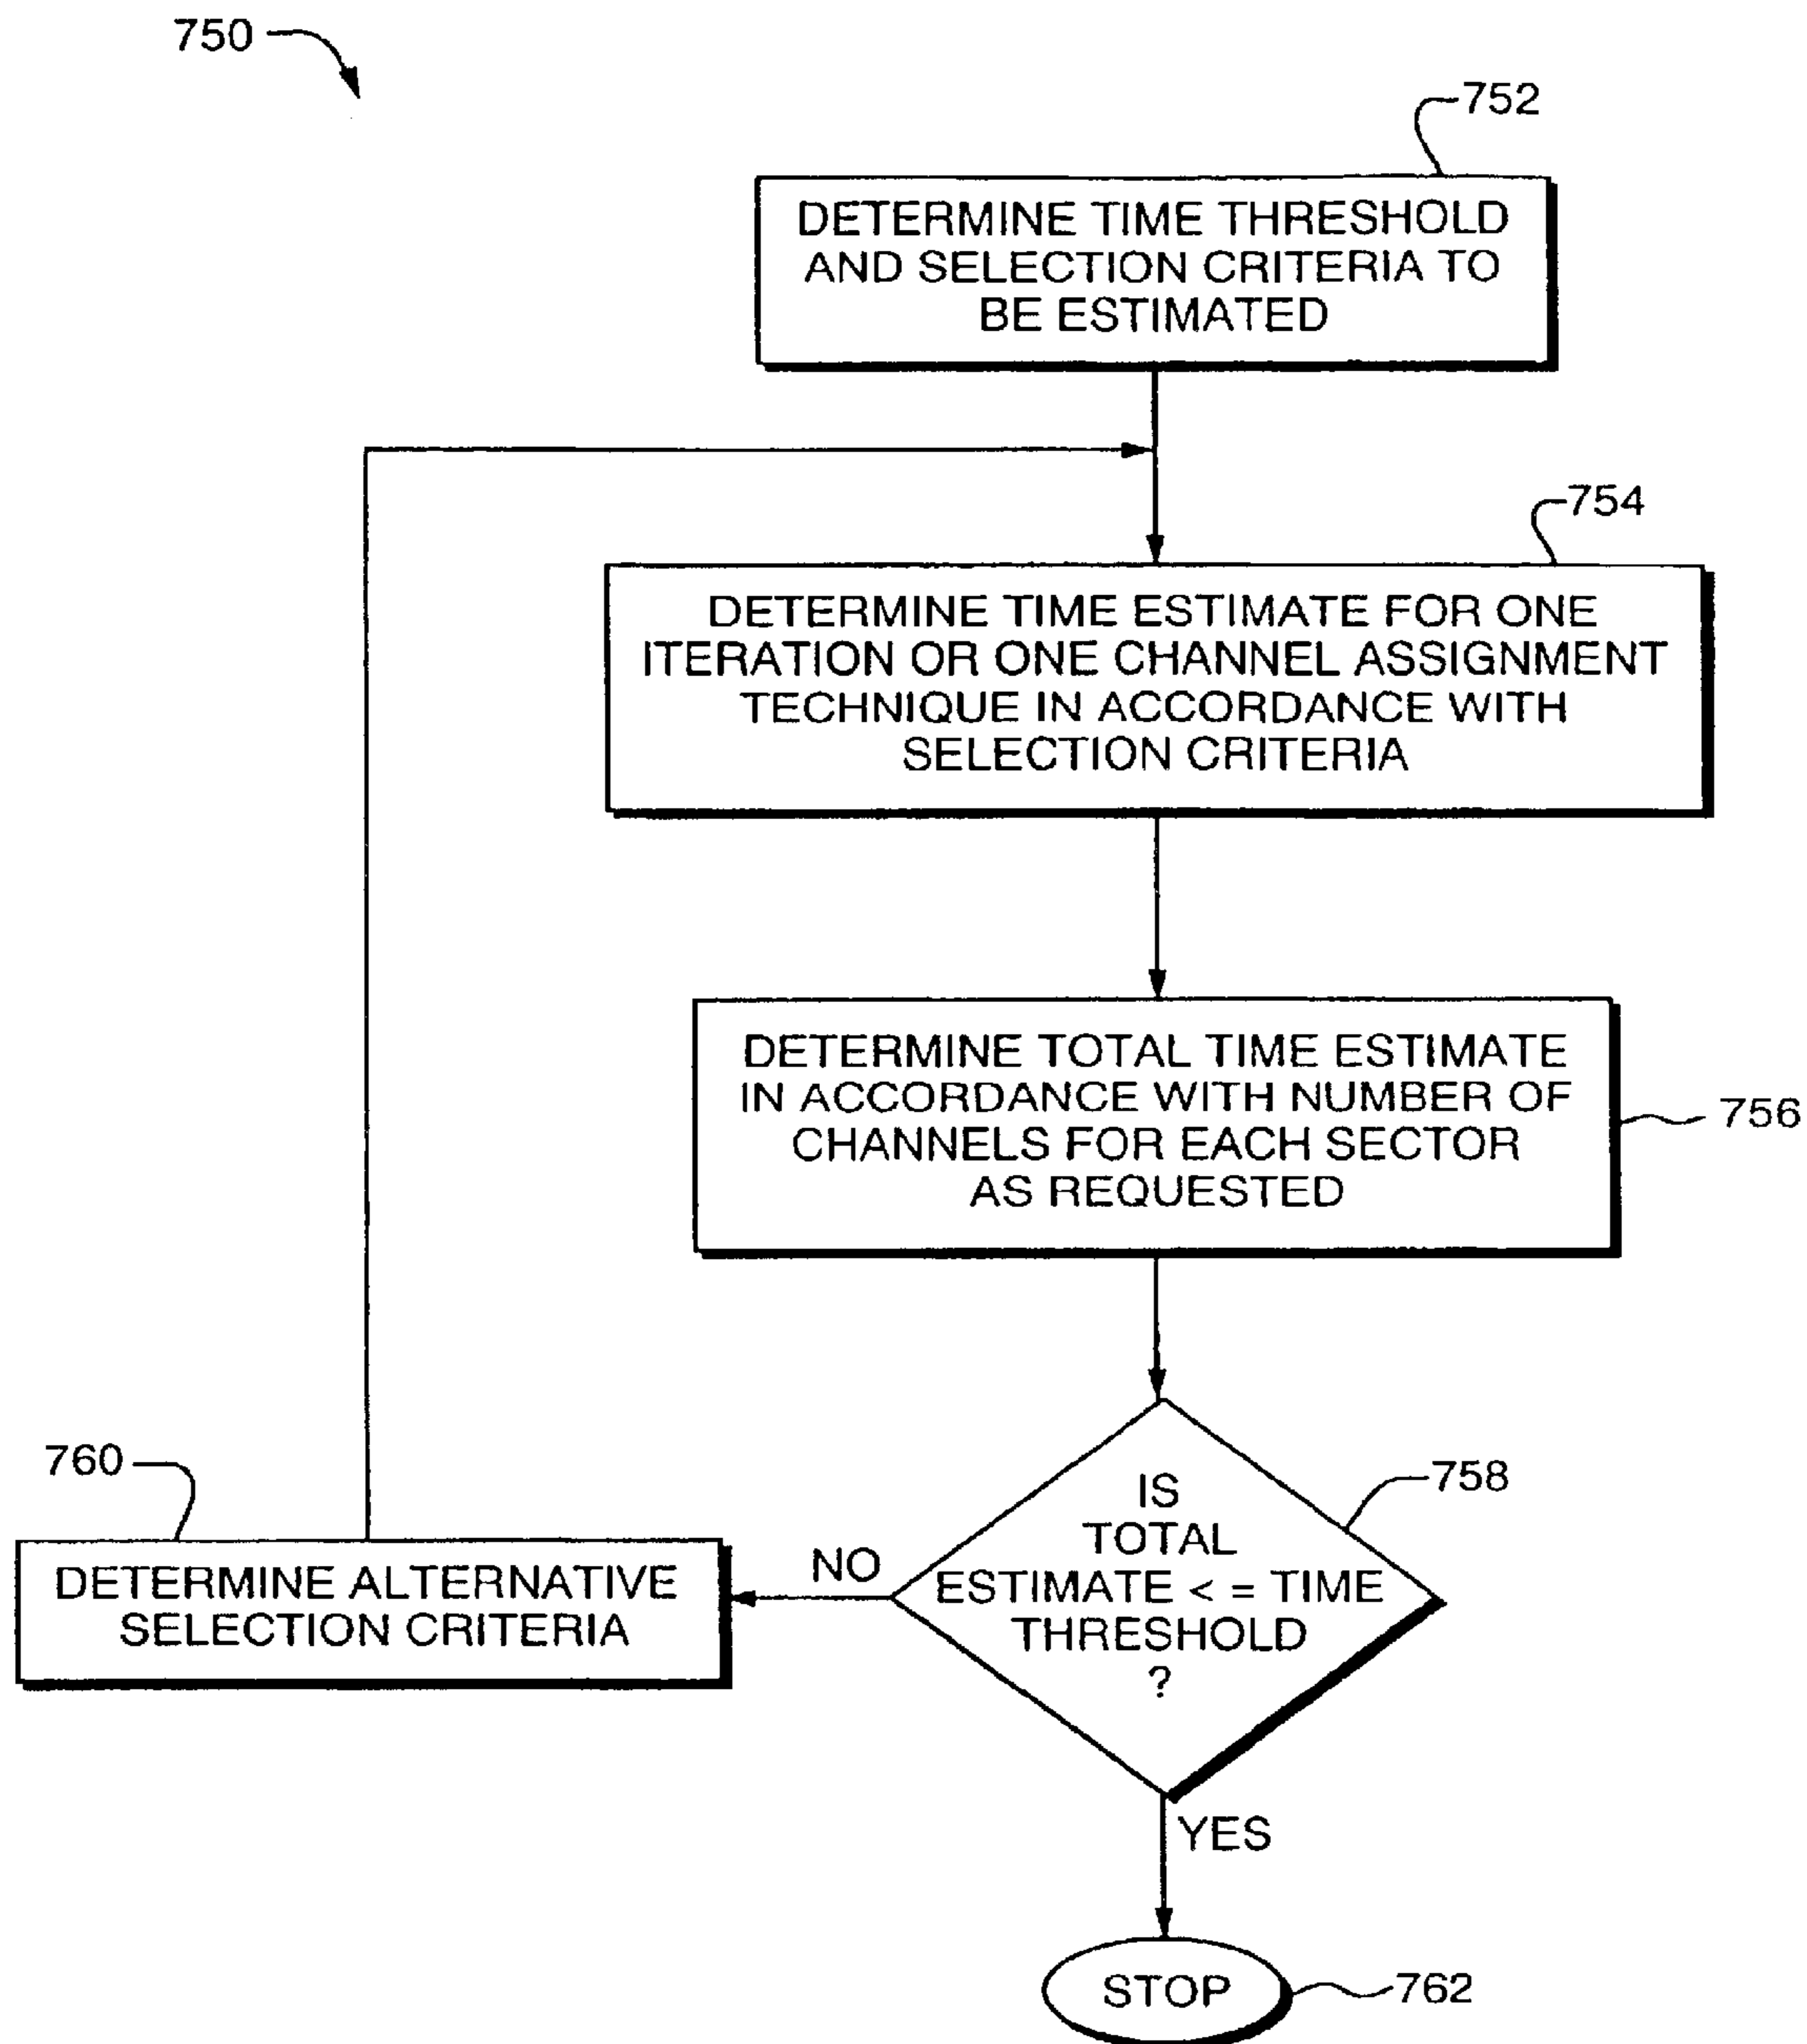 750
752
DETERMINE TIME THRESHOLD
AND SELECTION CRITERIA TO
BE ESTIMATED
754
DETERMINE TIME ESTIMATE FOR ONE
ITERATION OR ONE CHANNEL ASSIGNMENT
TECHNIQUE IN ACCORDANCE WITH
SELECTION CRITERIA
DETERMINE TOTAL TIME ESTIMATE
IN ACCORDANCE WITH NUMBER OF
CHANNELS FOR EACH SECTOR
AS REQUESTED
756
758
IS
TOTAL
ESTIMATE < = TIME
THRESHOLD
?
NO
760
DETERMINE ALTERNATIVE
SELECTION CRITERIA
YES
STOP
762